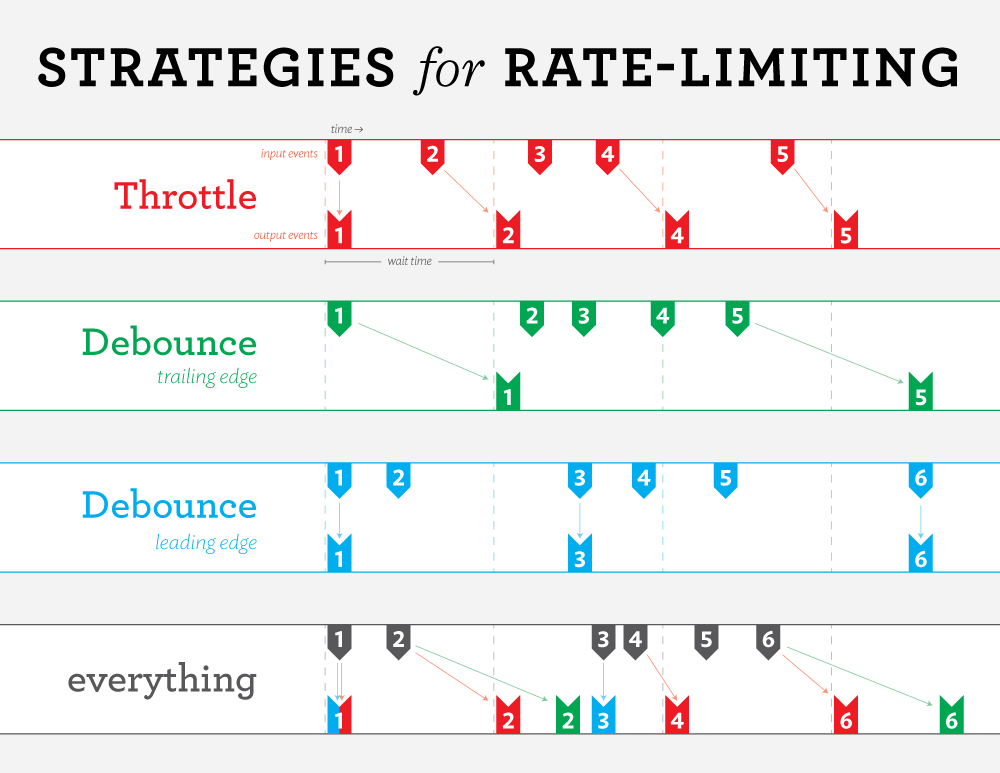 STRATEGIES for RATE-LIMITING
time→
input events 1 2 3 4 5
Throttle
output events 1 2 4 5
wait time
1 2 3 4 5
Debounce
trailing edge
1 5
1 2 3 4 5 6
Debounce
leading edge
1 3 6
1 2 3 4 5 6
everything
1 2 2 3 4 6 6